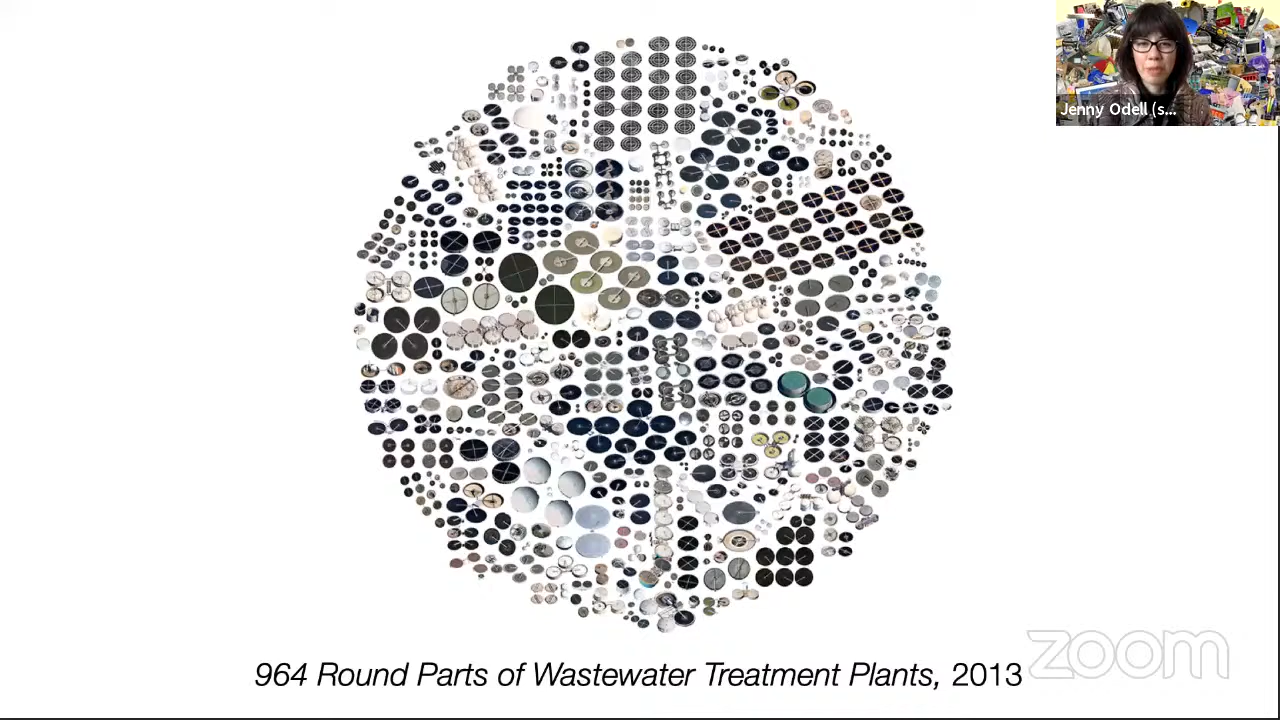 Jenny Odell (s...
964 Round Parts of Wastewater Treatment Plants, 2013
zoom